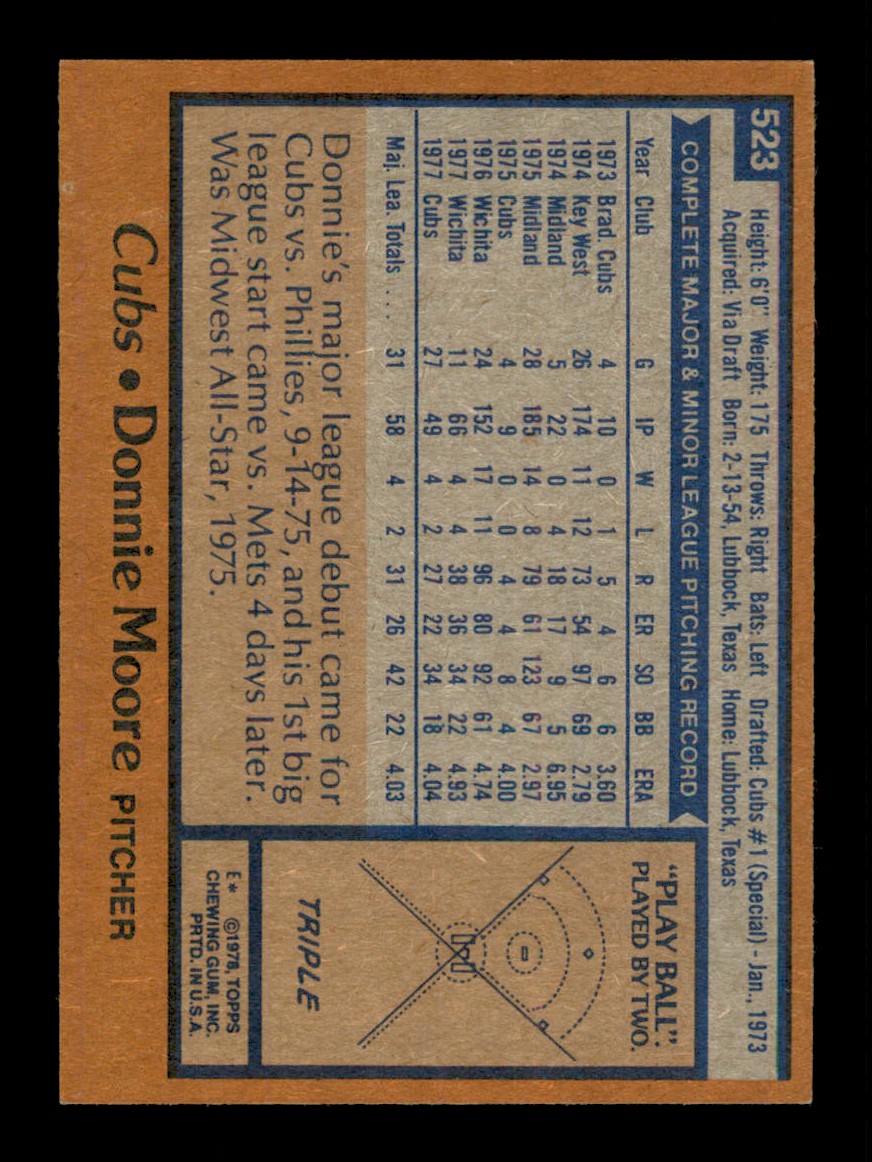 523
Height: 6'0" Weight: 175 Throws: Right Bats: Left Drafted: Cubs #1 (Special) - Jan., 1973
Acquired: Via Draft Born: 2-13-54, Lubbock, Texas Home: Lubbock, Texas
COMPLETE MAJOR & MINOR LEAGUE PITCHING RECORD
Year Club G IP W L R ER SO BB ERA
1973 Brad. Cubs 4 10 0 1 5 4 6 6 3.60
1974 Key West 26 174 11 12 73 54 97 69 2.79
1974 Midland 5 22 0 4 18 17 9 5 6.95
1975 Midland 28 185 14 8 79 61 123 67 2.97
1975 Cubs 4 9 0 0 4 4 8 4 4.00
1976 Wichita 24 152 17 11 96 80 92 61 4.74
1977 Wichita 11 66 4 4 38 36 34 22 4.93
1977 Cubs 27 49 4 2 27 22 34 18 4.04
Maj. Lea. Totals . . . 31 58 4 2 31 26 42 22 4.03
Donnie's major league debut came for
Cubs vs. Phillies, 9-14-75, and his 1st big
league start came vs. Mets 4 days later.
Was Midwest All-Star, 1975.
"PLAY BALL".
PLAYED BY TWO.
TRIPLE
E* ©1978, TOPPS
CHEWING GUM, INC.
PRTD. IN U.S.A.
Cubs • Donnie Moore PITCHER